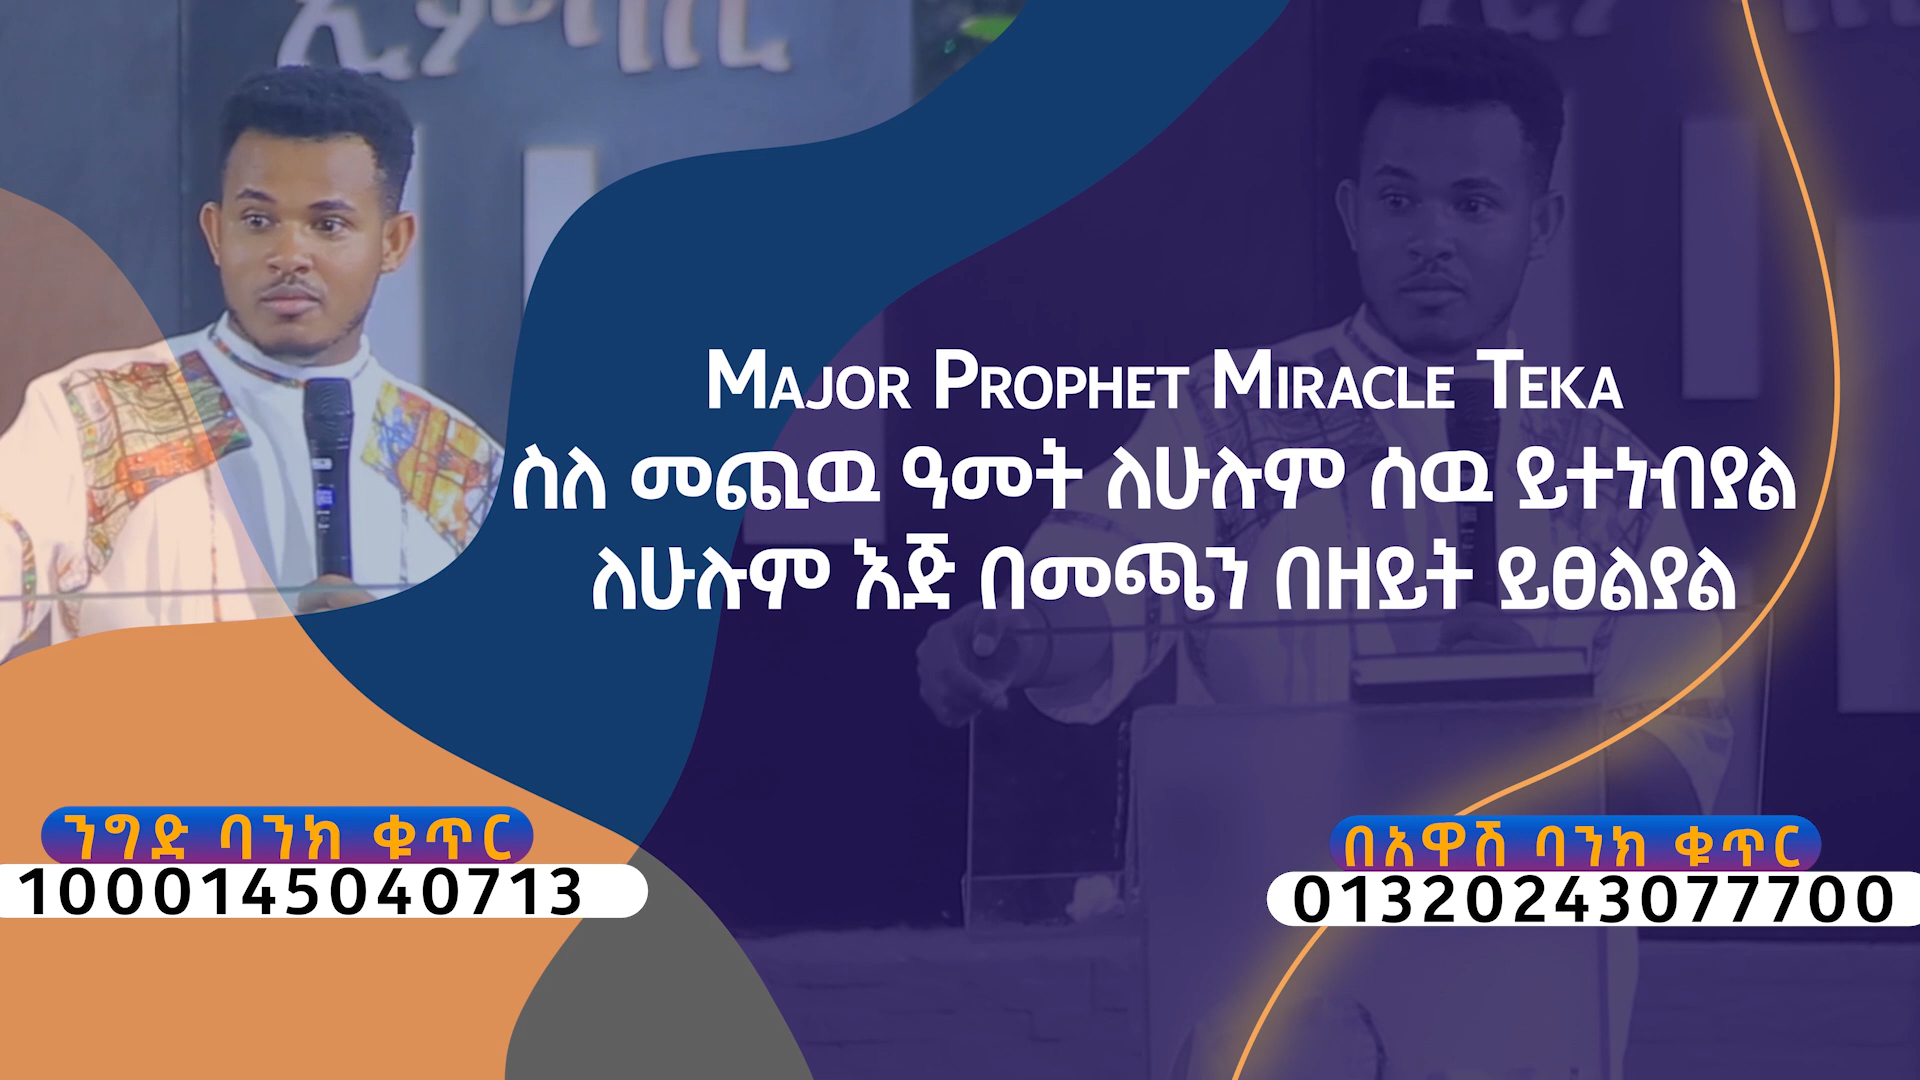 Major Prophet Miracle Teka
ስለ መጪዉ ዓመት ለሁሉም ሰዉ ይተነብያል
ለሁሉም እጅ በመጫን በዘይት ይፀልያል
ንግድ ባንክ ቁጥር
1000145040713
በአዋሽ ባንክ ቁጥር
01320243077700